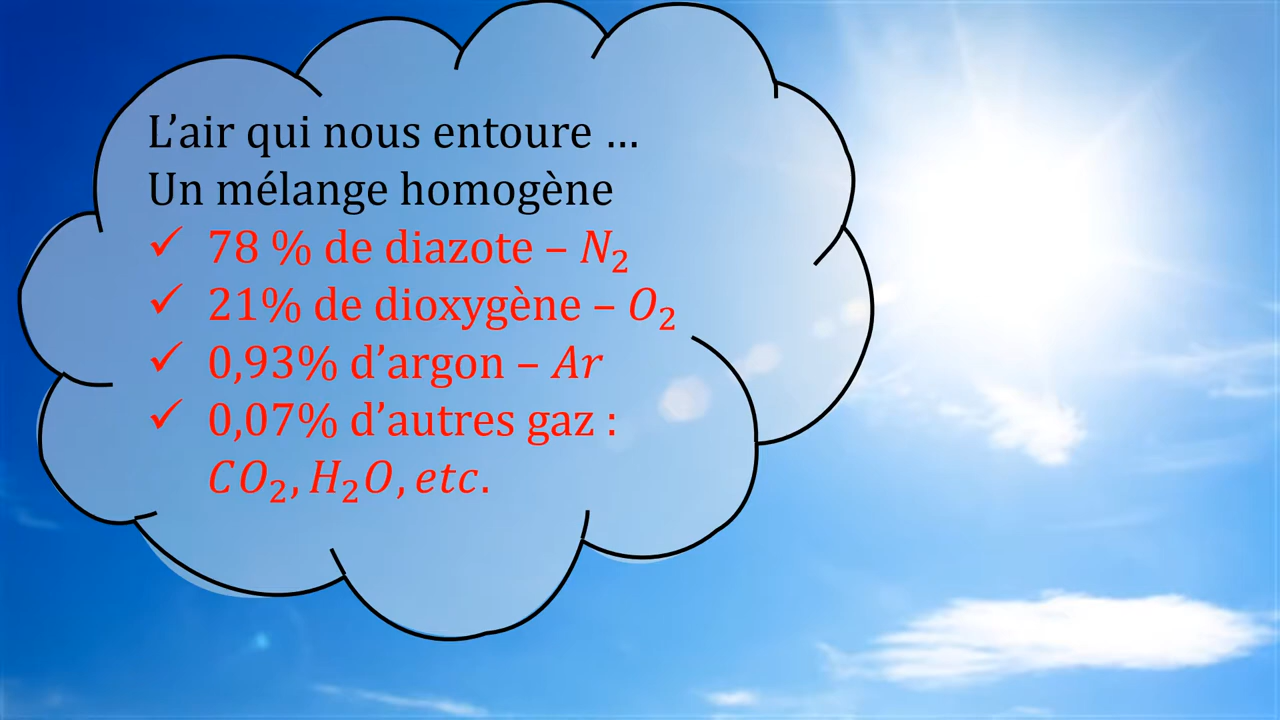 L’air qui nous entoure …
Un mélange homogène
✓ 78 % de diazote – N₂
✓ 21% de dioxygène – O₂
✓ 0,93% d’argon – Ar
✓ 0,07% d’autres gaz :
CO₂, H₂O, etc.